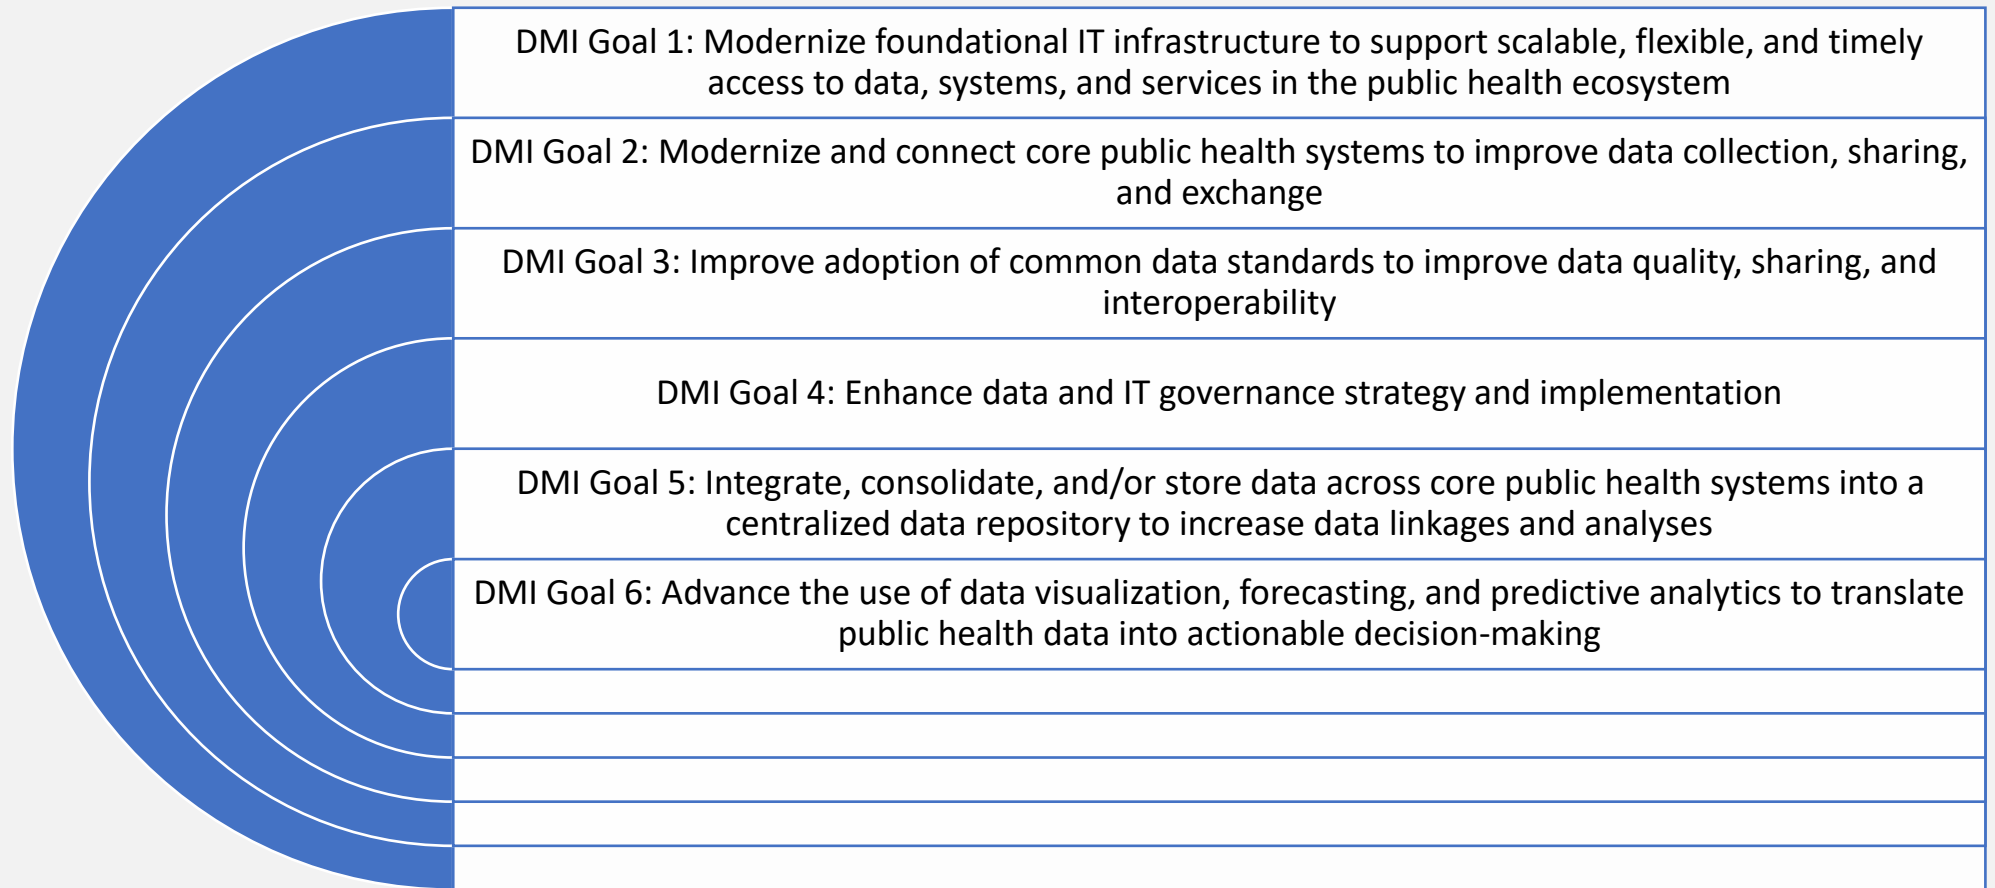 DMI Goal 1: Modernize foundational IT infrastructure to support scalable, flexible, and timely
access to data, systems, and services in the public health ecosystem
DMI Goal 2: Modernize and connect core public health systems to improve data collection, sharing,
and exchange
DMI Goal 3: Improve adoption of common data standards to improve data quality, sharing, and
interoperability
DMI Goal 4: Enhance data and IT governance strategy and implementation
DMI Goal 5: Integrate, consolidate, and/or store data across core public health systems into a
centralized data repository to increase data linkages and analyses
DMI Goal 6: Advance the use of data visualization, forecasting, and predictive analytics to translate
public health data into actionable decision-making